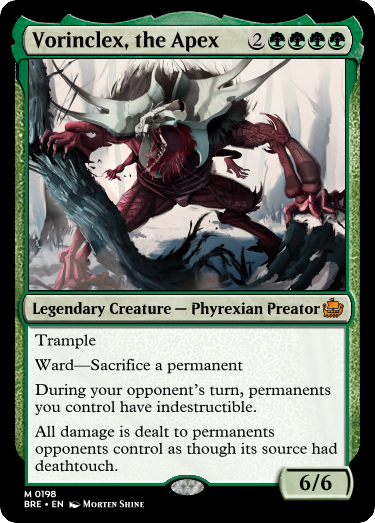 Vorinclex, the Apex 2
Legendary Creature — Phyrexian Preator
Trample
Ward—Sacrifice a permanent
During your opponent's turn, permanents
you control have indestructible.
All damage is dealt to permanents
opponents control as though its source had
deathtouch.
6/6
M 0198
BRE • EN Morten Shine